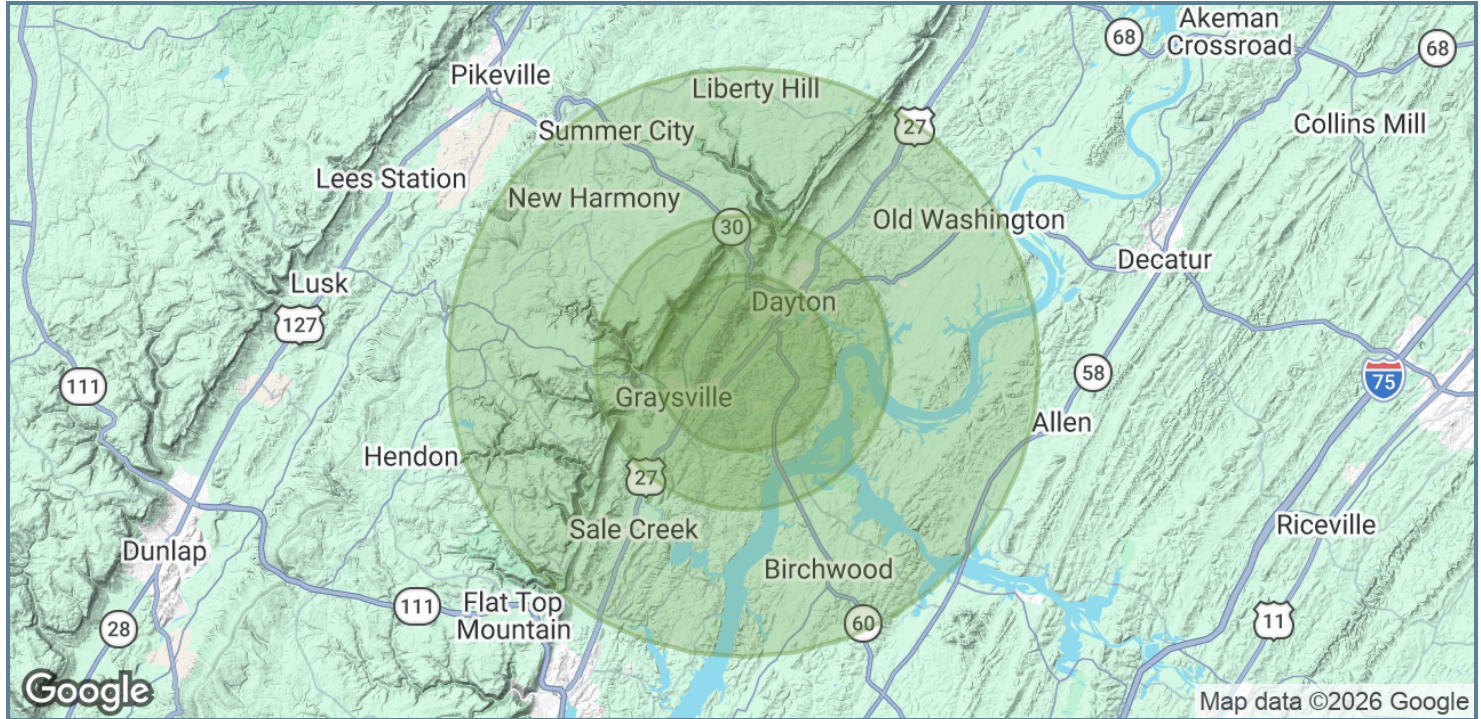 Akeman
Crossroad
68
68
Pikeville
Liberty Hill
27
Collins Mill
Summer City
Lees Station
New Harmony
30
Old Washington
Decatur
Lusk
Dayton
127
111
58
75
Graysville
Allen
Hendon
27
Sale Creek
Riceville
Dunlap
Birchwood
111
Flat Top
Mountain
28
60
11
Google
Map data ©2026 Google